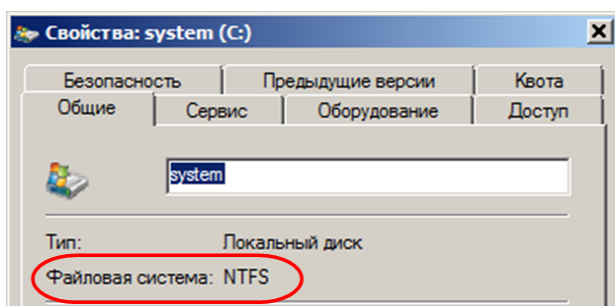 Свойства: system (C:)
Безопасность Предыдущие версии Квота
Общие Сервис Оборудование Доступ
system
Тип: Локальный диск
Файловая система: NTFS